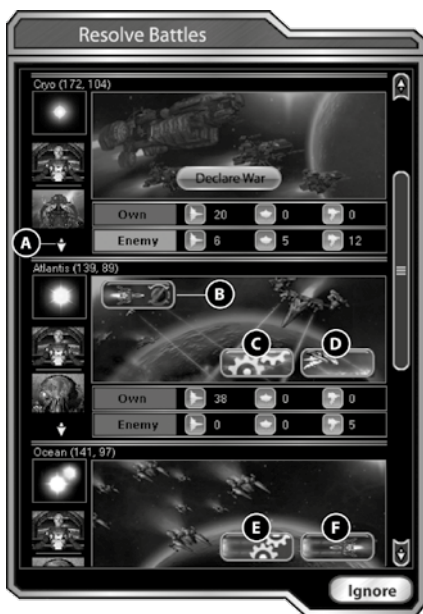 Resolve Battles
Cryo (172, 104)
Declare War
Own 20 0 0
Enemy 6 5 12
A
Atlantis (139, 89)
B
C D
Own 38 0 0
Enemy 0 0 5
Ocean (141, 97)
E F
Ignore